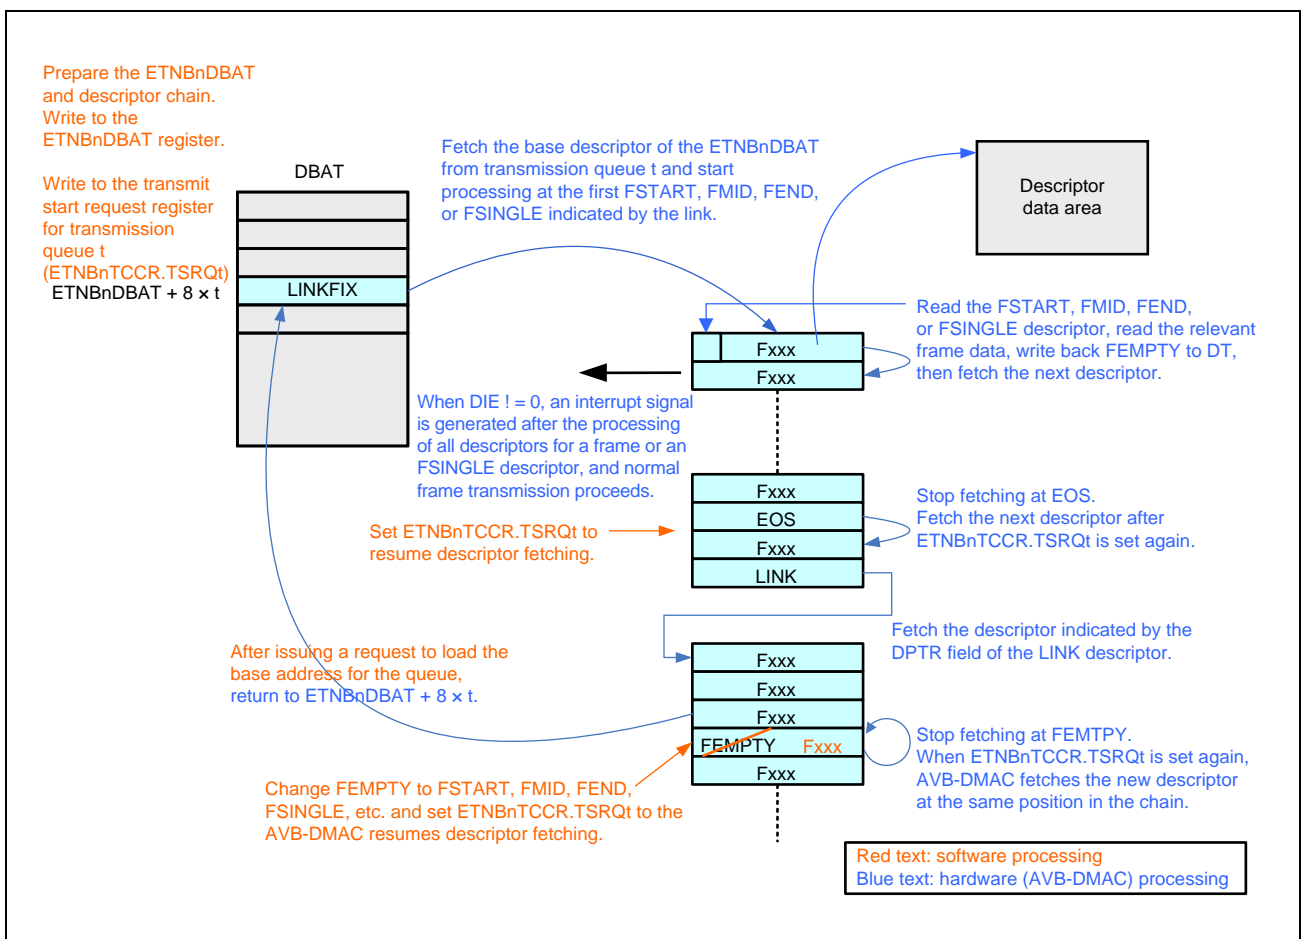 Prepare the ETNBnDBAT
and descriptor chain.
Write to the
ETNBnDBAT register.
Write to the transmit
start request register
for transmission
queue t
(ETNBnTCCR.TSRQt)
ETNBnDBAT + 8 × t
DBAT
LINKFIX
Fetch the base descriptor of the ETNBnDBAT
from transmission queue t and start
processing at the first FSTART, FMID, FEND,
or FSINGLE indicated by the link.
Descriptor
data area
Fxxx
Fxxx
Read the FSTART, FMID, FEND,
or FSINGLE descriptor, read the relevant
frame data, write back FEMPTY to DT,
then fetch the next descriptor.
When DIE ! = 0, an interrupt signal
is generated after the processing
of all descriptors for a frame or an
FSINGLE descriptor, and normal
frame transmission proceeds.
Set ETNBnTCCR.TSRQt to
resume descriptor fetching.
Fxxx
EOS
Fxxx
LINK
Stop fetching at EOS.
Fetch the next descriptor after
ETNBnTCCR.TSRQt is set again.
Fetch the descriptor indicated by the
DPTR field of the LINK descriptor.
After issuing a request to load the
base address for the queue,
return to ETNBnDBAT + 8 × t.
Fxxx
Fxxx
Fxxx
FEMPTY Fxxx
Fxxx
Stop fetching at FEMTPY.
When ETNBnTCCR.TSRQt is set again,
AVB-DMAC fetches the new descriptor
at the same position in the chain.
Change FEMPTY to FSTART, FMID, FEND,
FSINGLE, etc. and set ETNBnTCCR.TSRQt to the
AVB-DMAC resumes descriptor fetching.
Red text: software processing
Blue text: hardware (AVB-DMAC) processing